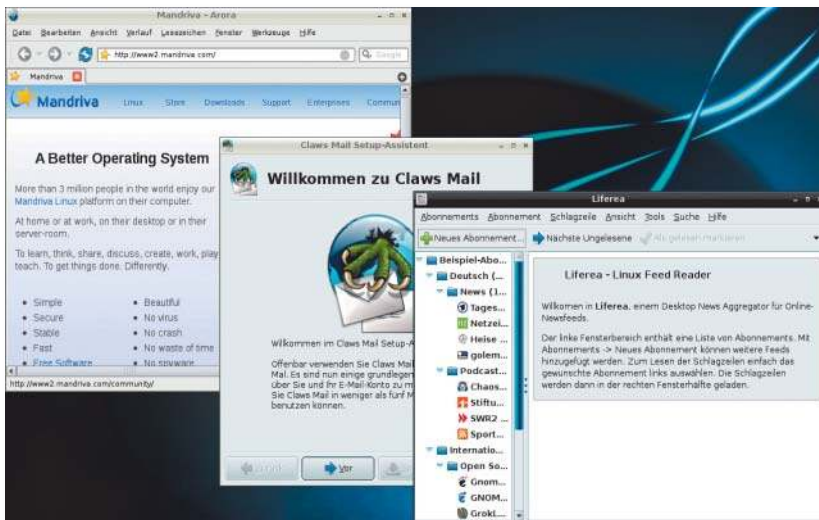 Mandriva - Arora
Datei Bearbeiten Ansicht Verlauf Lesezeichen Fenster Werkzeuge Hilfe
http://www2.mandriva.com/
Google
Mandriva
Mandriva Linux Store Downloads Support Enterprises Commun
A Better Operating System
More than 3 million people in the world enjoy our
Mandriva Linux platform on their computer.
At home or at work, on their desktop or in their
server-room.
To learn, think, share, discuss, create, work, play
teach. To get things done. Differently.
Simple
Secure
Stable
Fast
Free Software
Beautiful
No virus
No crash
No waste of time
No spyware
http://www2.mandriva.com/community/
Claws Mail Setup-Assistent
Willkommen zu Claws Mail
Willkommen im Claws Mail Setup-A
Offenbar verwenden Sie Claws Mail
Mal. Es sind nun einige grundlegen
über Sie und Ihr E-Mail-Konto zu m
Sie Claws Mail in weniger als fünf M
benutzen können.
Vor
Liferea
Abonnements Abonnement Schlagzeile Ansicht Tools Suche Hilfe
Neues Abonnement... Nächste Ungelesene Als gelesen markieren
Beispiel-Abo...
Deutsch (...
News (1...
Tages...
Netzei...
Heise ...
golem...
Podcast...
Chaos...
Stiftu...
SWR2 ...
Sport...
Internatio...
Open So...
Gnom...
GNOM...
GrokL...
Liferea - Linux Feed Reader
Willkomen in Liferea, einem Desktop News Aggregator für Online-
Newsfeeds.
Der linke Fensterbereich enthält eine Liste von Abonnements. Mit
Abonnements -> Neues Abonnement können weitere Feeds
hinzugefügt werden. Zum Lesen der Schlagzeilen einfach das
gewünschte Abonnement links auswählen. Die Schlagzeilen
werden dann in der rechten Fensterhälfte geladen.